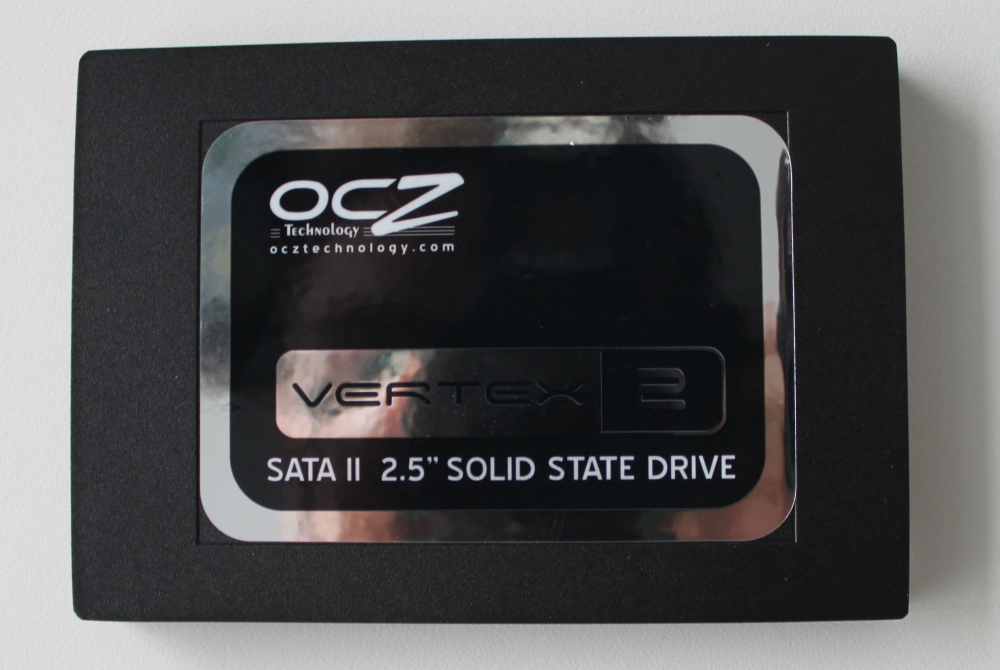 OCZ
Technology
ocztechnology.com
VERTEX 2
SATA II 2.5” SOLID STATE DRIVE